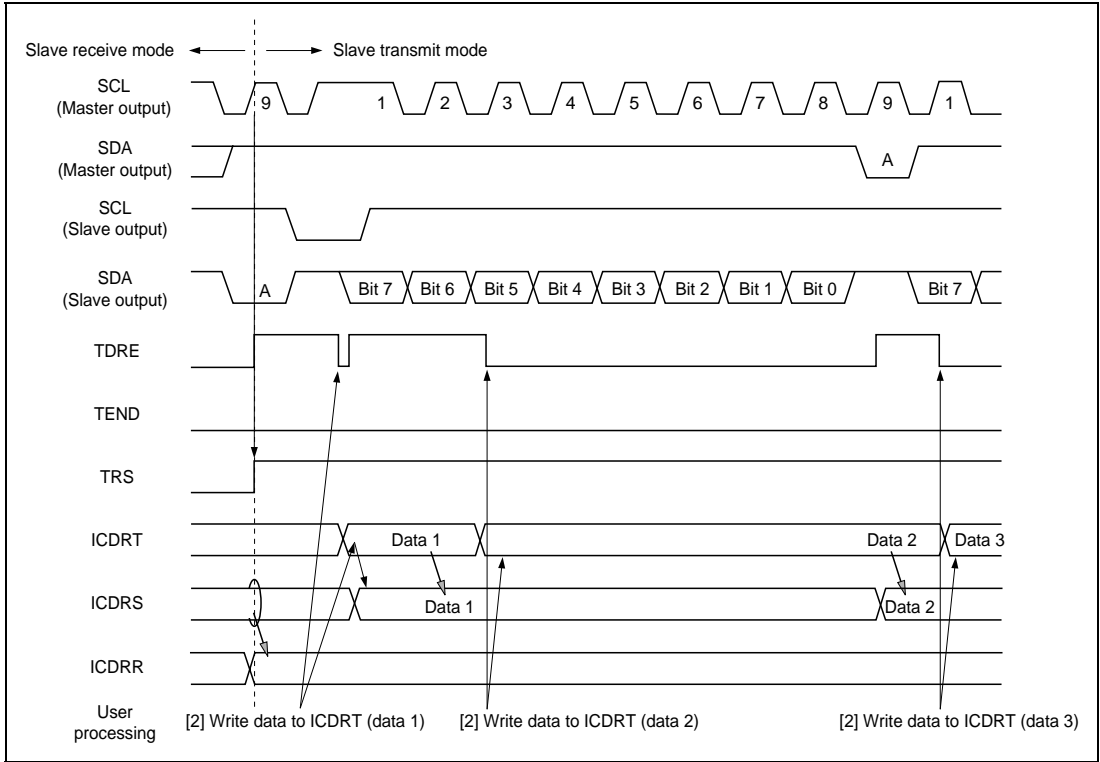 Slave receive mode
Slave transmit mode
SCL
(Master output)
9 1 2 3 4 5 6 7 8 9 1
SDA
(Master output)
A
SCL
(Slave output)
SDA
(Slave output)
A Bit 7 Bit 6 Bit 5 Bit 4 Bit 3 Bit 2 Bit 1 Bit 0 Bit 7
TDRE
TEND
TRS
ICDRT
Data 1 Data 2 Data 3
ICDRS
Data 1 Data 2
ICDRR
User
processing
[2] Write data to ICDRT (data 1) [2] Write data to ICDRT (data 2) [2] Write data to ICDRT (data 3)